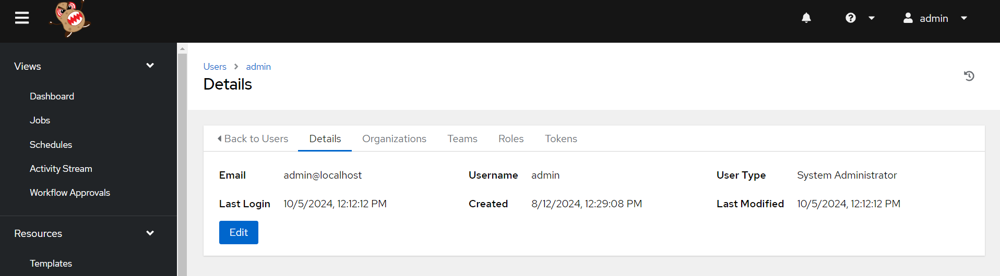 admin
Views
Dashboard
Jobs
Schedules
Activity Stream
Workflow Approvals
Resources
Templates
Users admin
Details
Back to Users Details Organizations Teams Roles Tokens
Email admin@localhost Username admin User Type System Administrator
Last Login 10/5/2024, 12:12:12 PM Created 8/12/2024, 12:29:08 PM Last Modified 10/5/2024, 12:12:12 PM
Edit